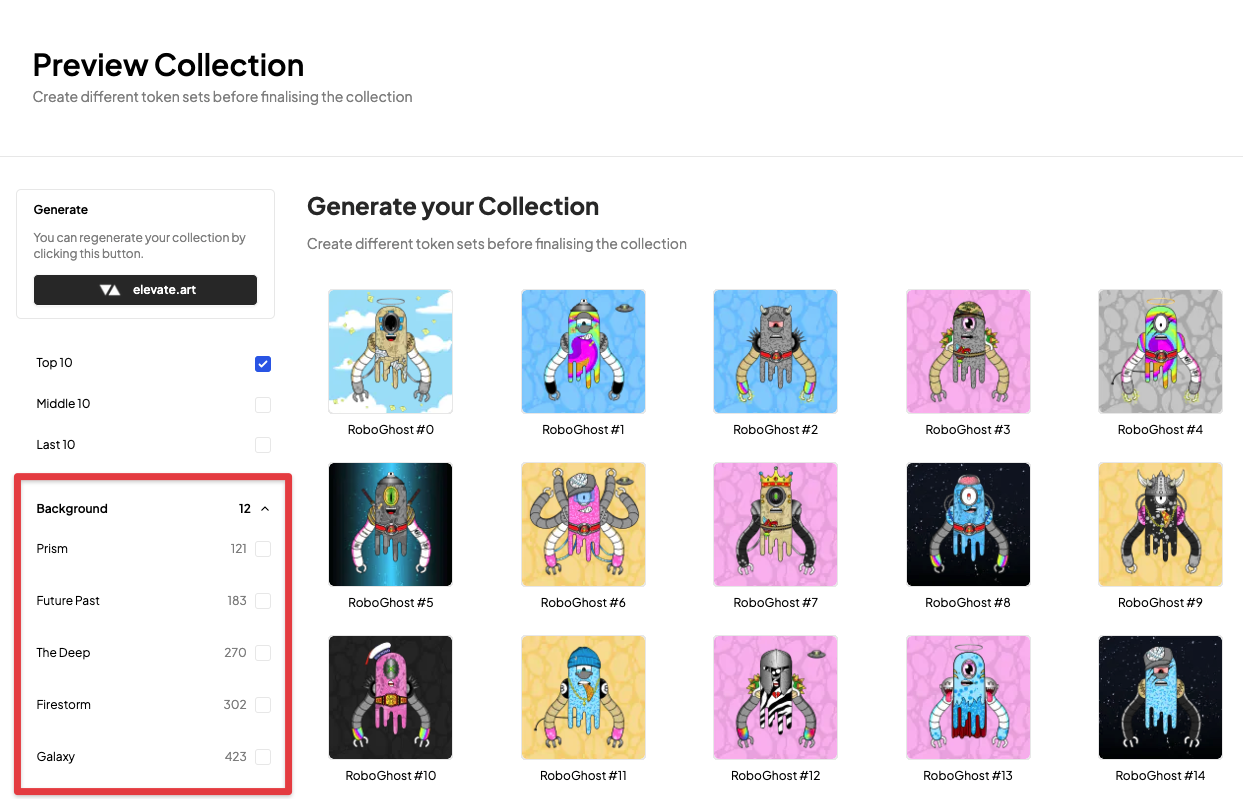 Preview Collection
Create different token sets before finalising the collection
Generate
You can regenerate your collection by
clicking this button.
elevate.art
Top 10
Middle 10
Last 10
Background 12
Prism 121
Future Past 183
The Deep 270
Firestorm 302
Galaxy 423
Generate your Collection
Create different token sets before finalising the collection
RoboGhost #0
RoboGhost #1
RoboGhost #2
RoboGhost #3
RoboGhost #4
RoboGhost #5
RoboGhost #6
RoboGhost #7
RoboGhost #8
RoboGhost #9
RoboGhost #10
RoboGhost #11
RoboGhost #12
RoboGhost #13
RoboGhost #14